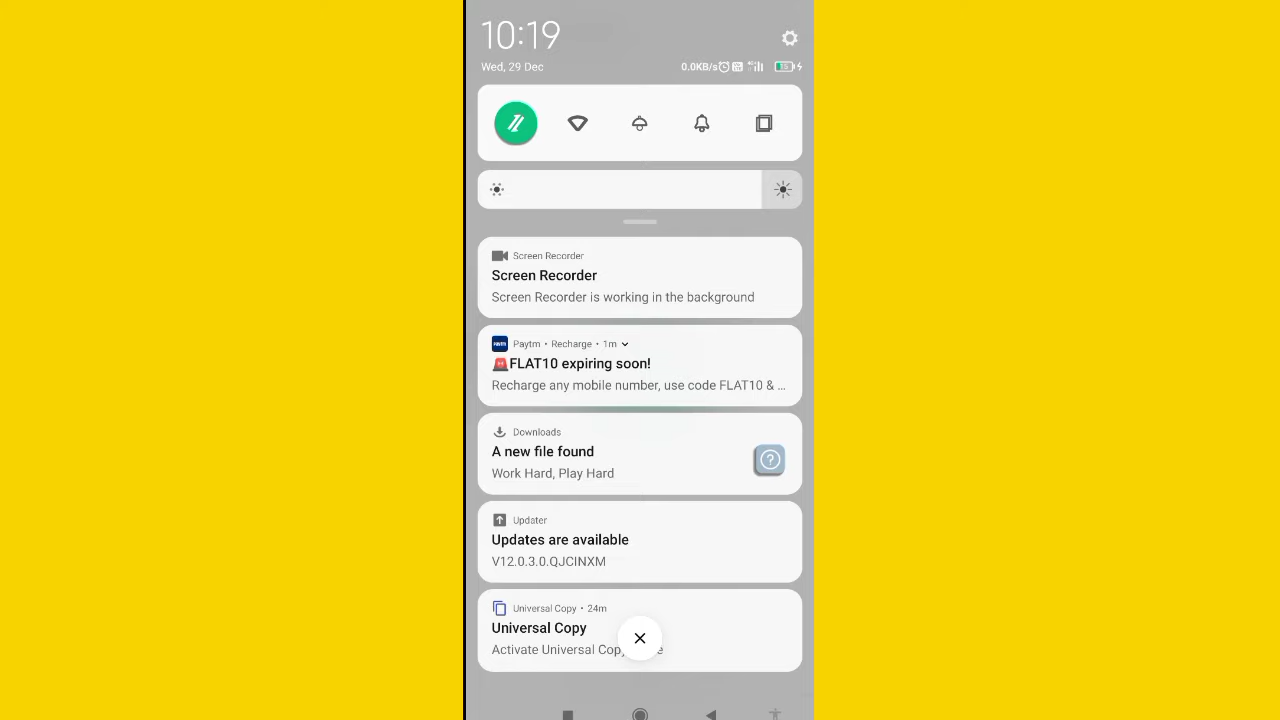 10:19
Wed, 29 Dec
0.0KB/s
Screen Recorder
Screen Recorder
Screen Recorder is working in the background
Paytm • Recharge • 1m
🚨FLAT10 expiring soon!
Recharge any mobile number, use code FLAT10 & ...
Downloads
A new file found
Work Hard, Play Hard
Updater
Updates are available
V12.0.3.0.QJCINXM
Universal Copy • 24m
Universal Copy
Activate Universal